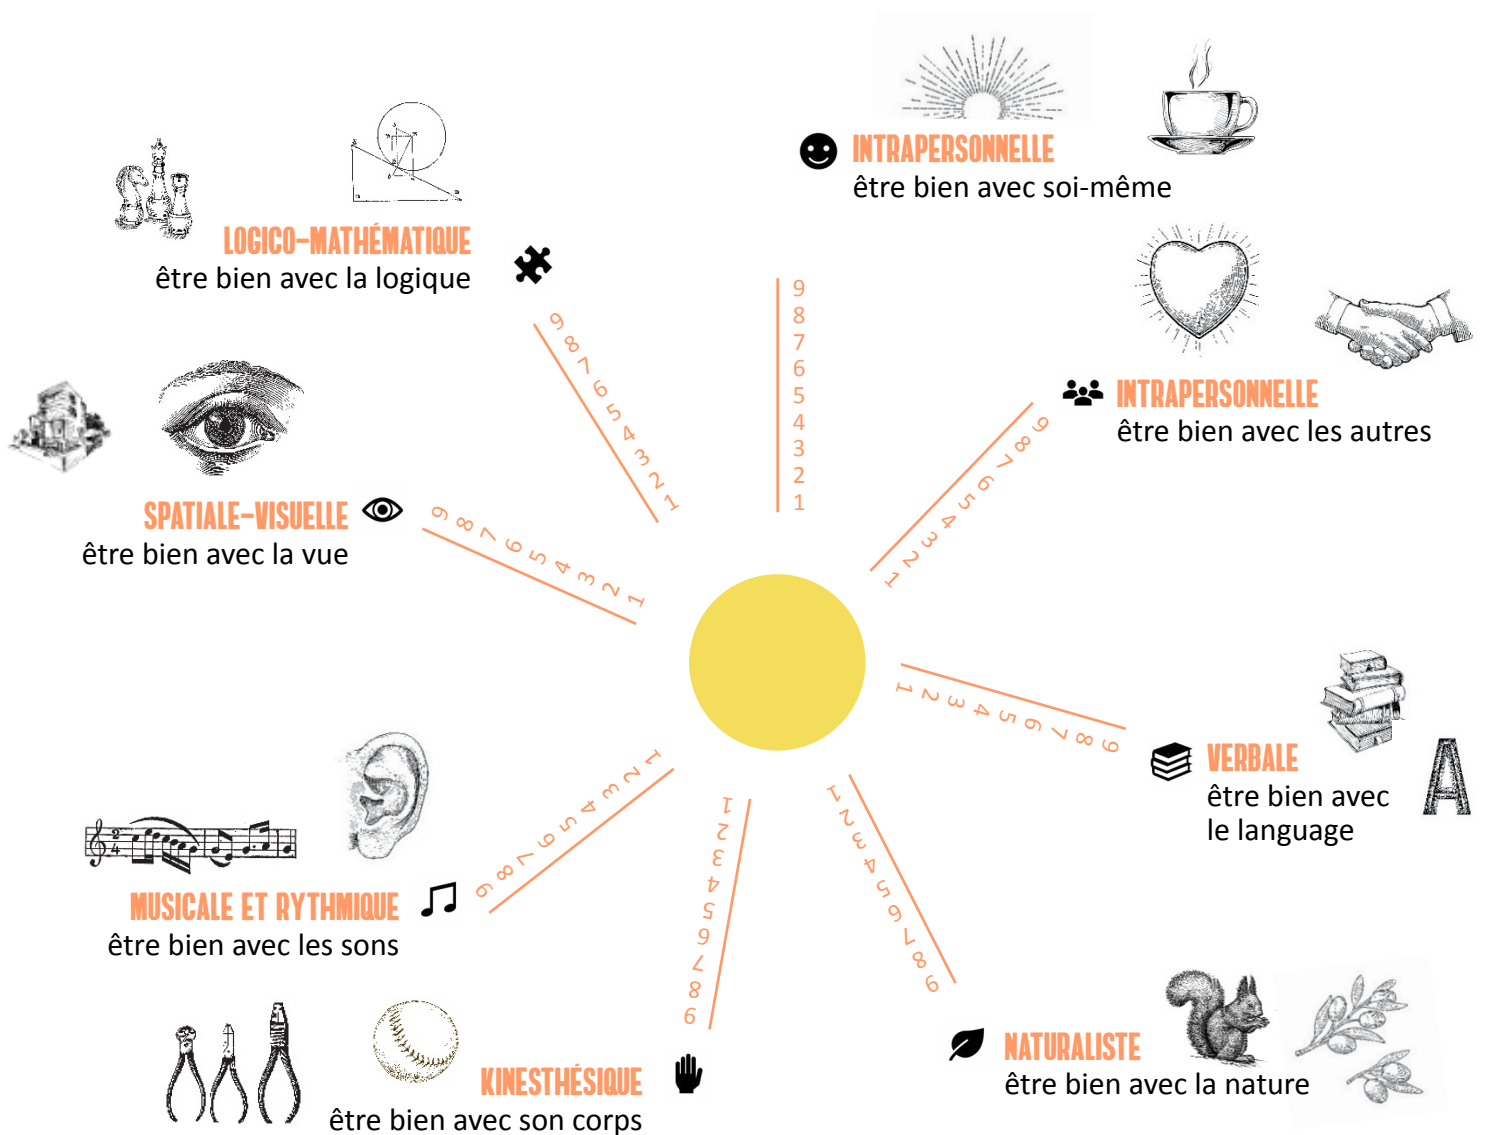 INTRAPERSONNELLE
être bien avec soi-même
9
8
7
6
5
4
3
2
1
INTRAPERSONNELLE
être bien avec les autres
9 8 7 6 5 4 3 2 1
VERBALE
être bien avec
le language
A
1 2 3 4 5 6 7 8 9
NATURALISTE
être bien avec la nature
1 2 3 4 5 6 7 8 9
KINESTHÉSIQUE
être bien avec son corps
1
2
3
4
5
6
7
8
9
MUSICALE ET RYTHMIQUE
être bien avec les sons
2
4
9 8 7 6 5 4 3 2 1
SPATIALE-VISUELLE
être bien avec la vue
9 8 7 6 5 4 3 2 1
LOGICO-MATHÉMATIQUE
être bien avec la logique
9 8 7 6 5 4 3 2 1